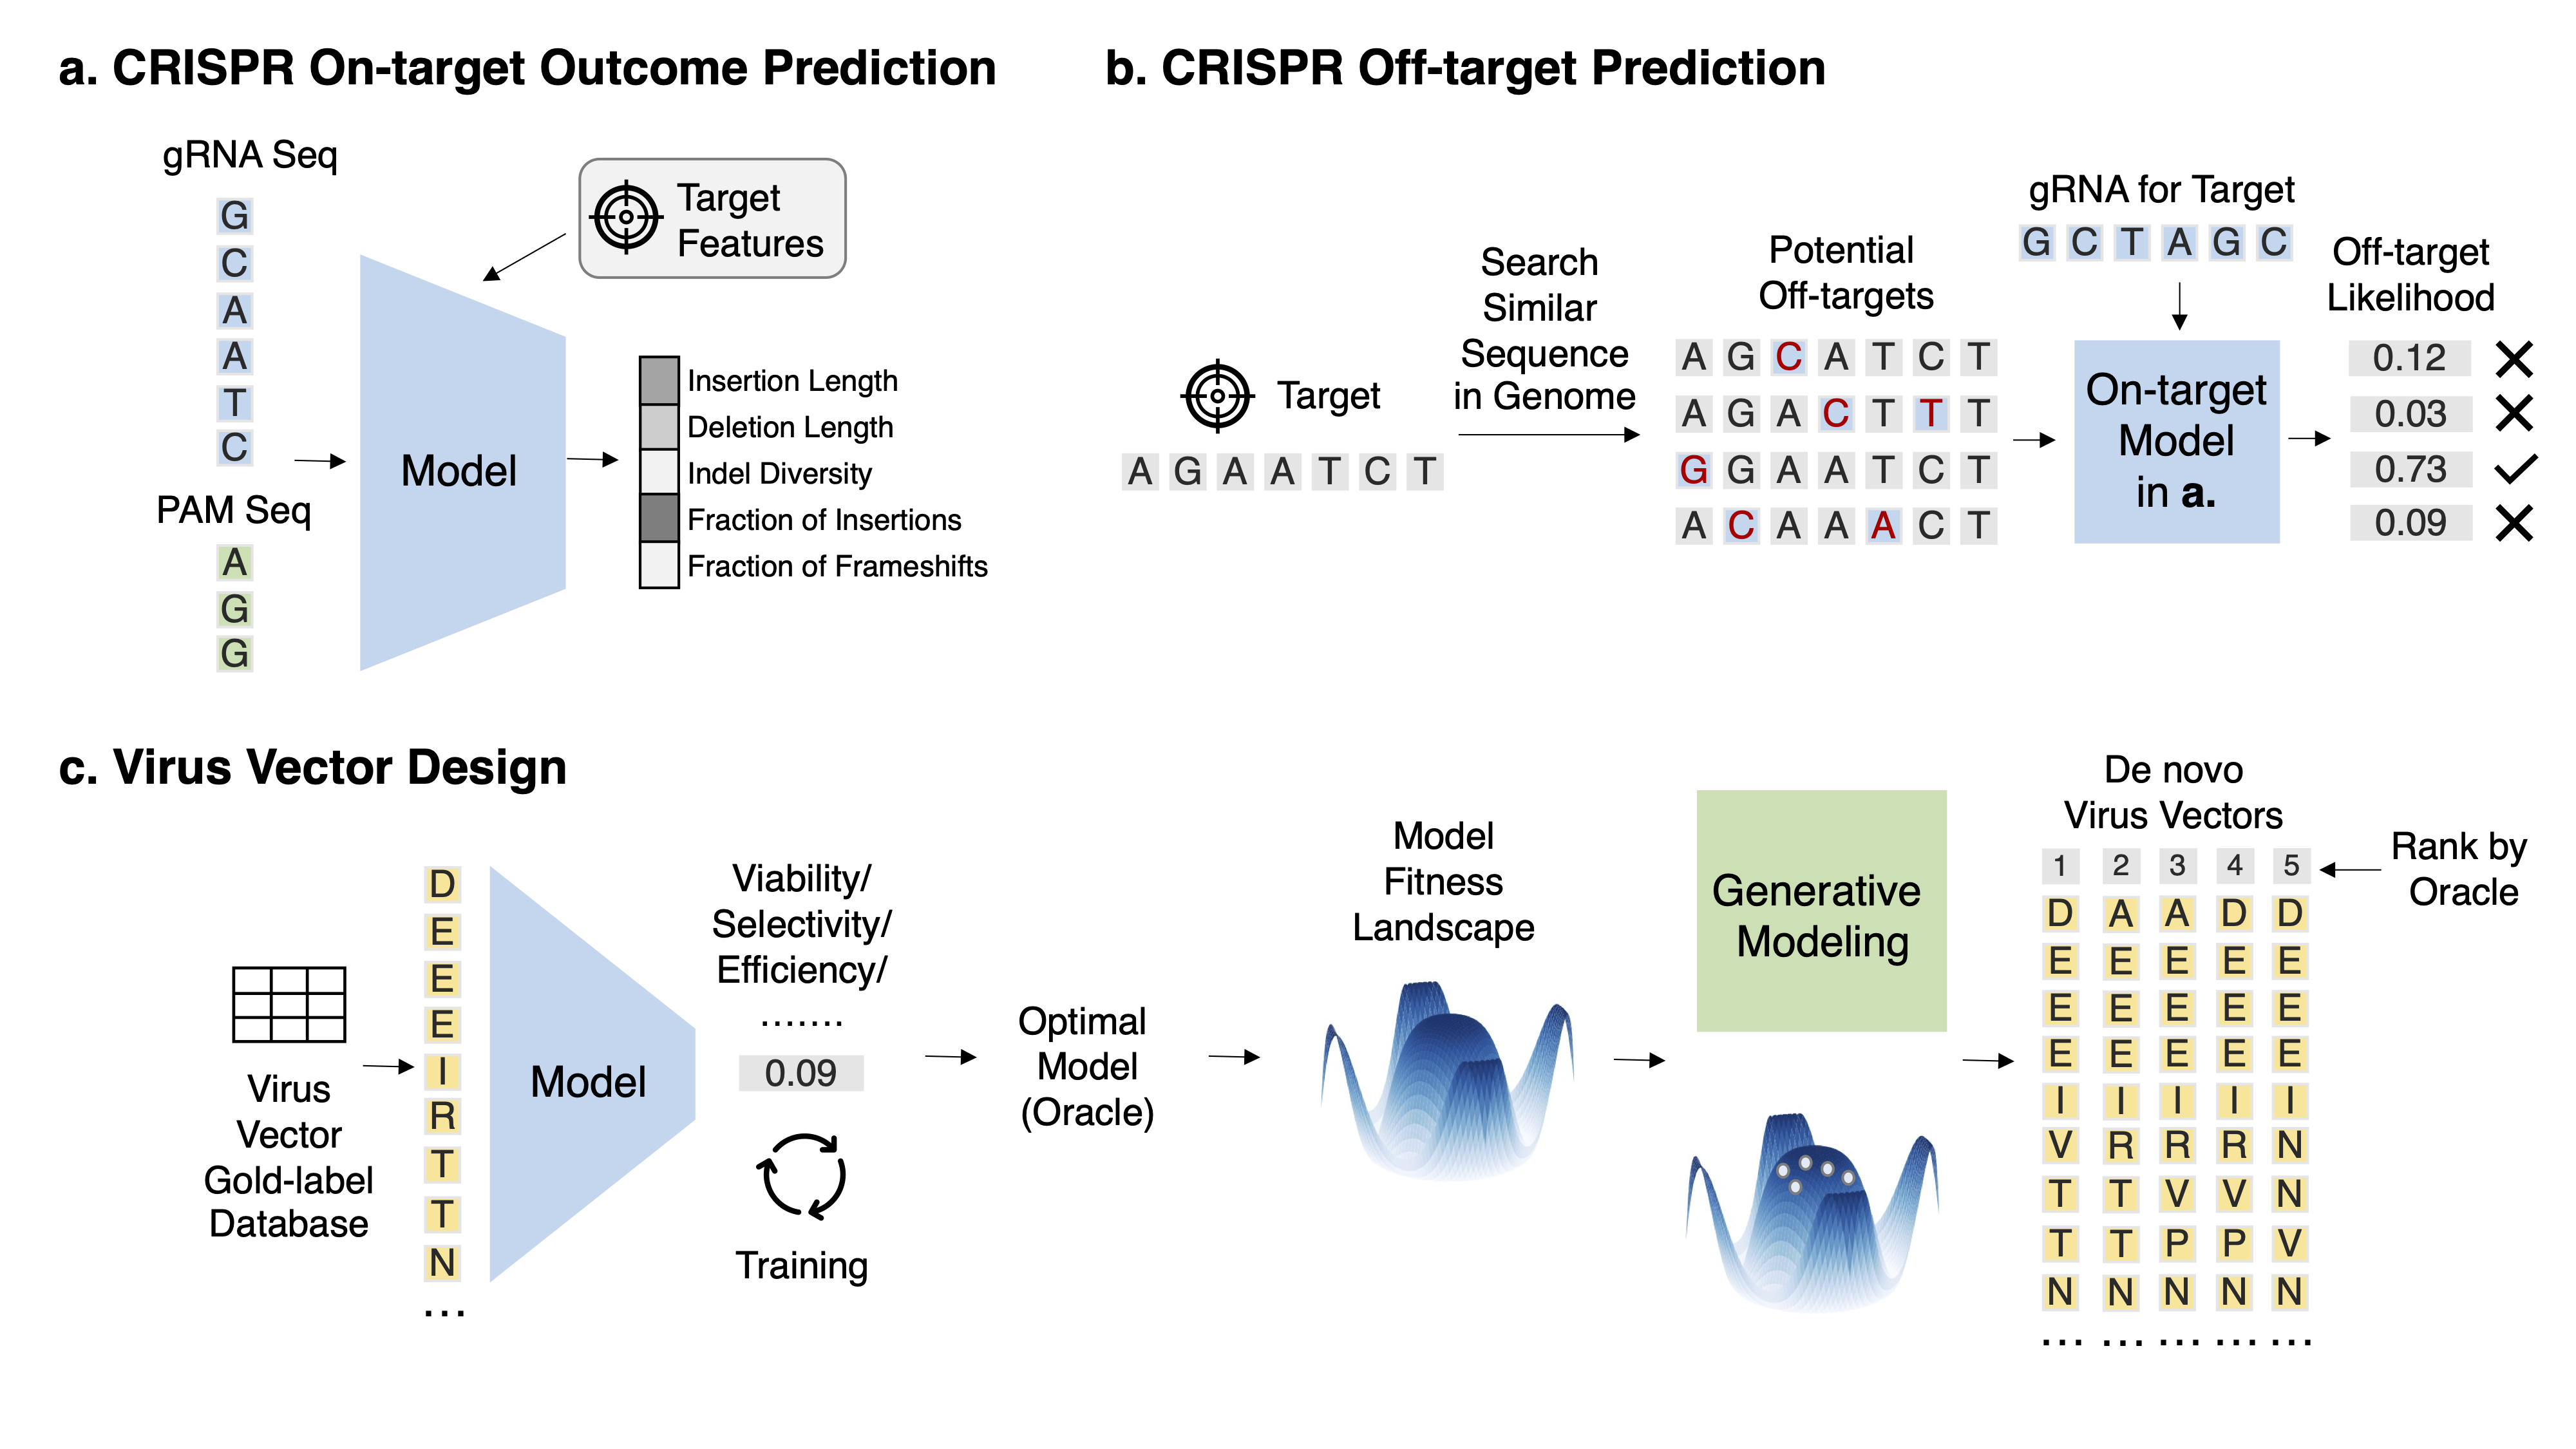 a. CRISPR On-target Outcome Prediction
gRNA Seq
G
C
A
A
T
C
PAM Seq
A
G
G
Target
Features
Model
Insertion Length
Deletion Length
Indel Diversity
Fraction of Insertions
Fraction of Frameshifts
b. CRISPR Off-target Prediction
Target
A G A A T C T
Search
Similar
Sequence
in Genome
Potential
Off-targets
A G C A T C T
A G A C T T T
G G A A T C T
A C A A A C T
gRNA for Target
G C T A G C
On-target
Model
in a.
Off-target
Likelihood
0.12
0.03
0.73
0.09
c. Virus Vector Design
Virus
Vector
Gold-label
Database
D
E
E
E
I
R
T
T
N
...
Model
Viability/
Selectivity/
Efficiency/
.......
0.09
Training
Optimal
Model
(Oracle)
Model
Fitness
Landscape
Generative
Modeling
De novo
Virus Vectors
1 2 3 4 5
D A A D D
E E E E E
E E E E E
E E E E E
I I I I I
V R R R N
T T V V N
T T P P V
N N N N N
... ... ... ... ...
Rank by
Oracle